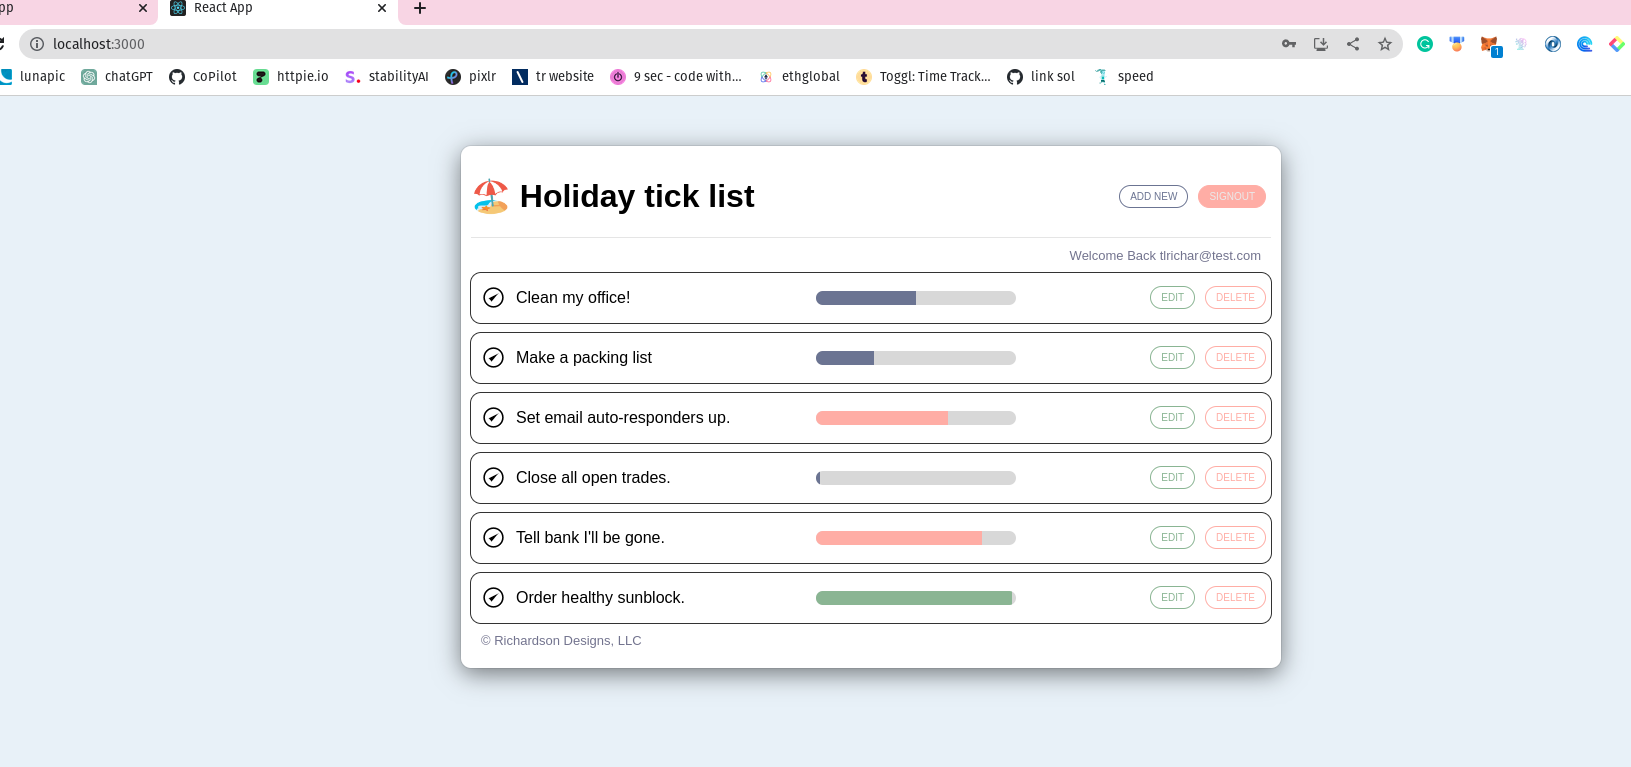 pp
React App
localhost:3000
1
lunapic chatGPT CoPilot httpie.io S. stabilityAI pixlr tr website 9 sec - code with... ethglobal Toggl: Time Track... link sol speed
Holiday tick list ADD NEW SIGNOUT
Welcome Back tlrichar@test.com
Clean my office! EDIT DELETE
Make a packing list EDIT DELETE
Set email auto-responders up. EDIT DELETE
Close all open trades. EDIT DELETE
Tell bank I'll be gone. EDIT DELETE
Order healthy sunblock. EDIT DELETE
© Richardson Designs, LLC